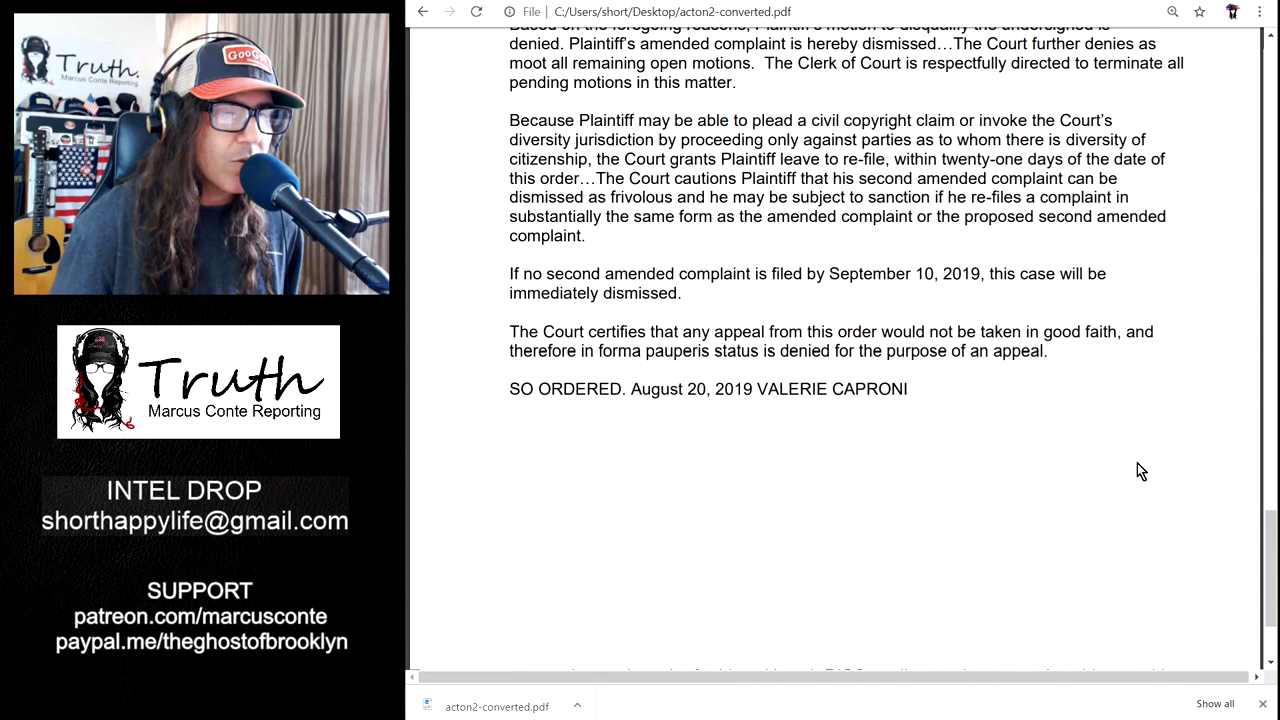 Truth.
GooGoo
Truth
Marcus Conte Reporting
INTEL DROP
shorthappylife@gmail.com
SUPPORT
patreon.com/marcusconte
paypal.me/theghostofbrooklyn
File | C:/Users/short/Desktop/acton2-converted.pdf
denied. Plaintiff's amended complaint is hereby dismissed…The Court further denies as
moot all remaining open motions.  The Clerk of Court is respectfully directed to terminate all
pending motions in this matter.
Because Plaintiff may be able to plead a civil copyright claim or invoke the Court's
diversity jurisdiction by proceeding only against parties as to whom there is diversity of
citizenship, the Court grants Plaintiff leave to re-file, within twenty-one days of the date of
this order…The Court cautions Plaintiff that his second amended complaint can be
dismissed as frivolous and he may be subject to sanction if he re-files a complaint in
substantially the same form as the amended complaint or the proposed second amended
complaint.
If no second amended complaint is filed by September 10, 2019, this case will be
immediately dismissed.
The Court certifies that any appeal from this order would not be taken in good faith, and
therefore in forma pauperis status is denied for the purpose of an appeal.
SO ORDERED. August 20, 2019 VALERIE CAPRONI
acton2-converted.pdf
Show all